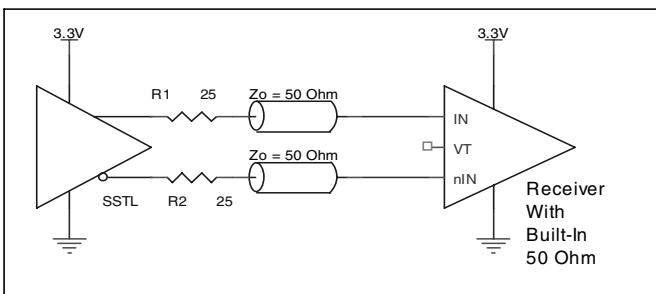 3.3V
3.3V
R1 25
Zo = 50 Ohm
IN
VT
Zo = 50 Ohm
nIN
SSTL
R2 25
Receiver
With
Built-In
50 Ohm